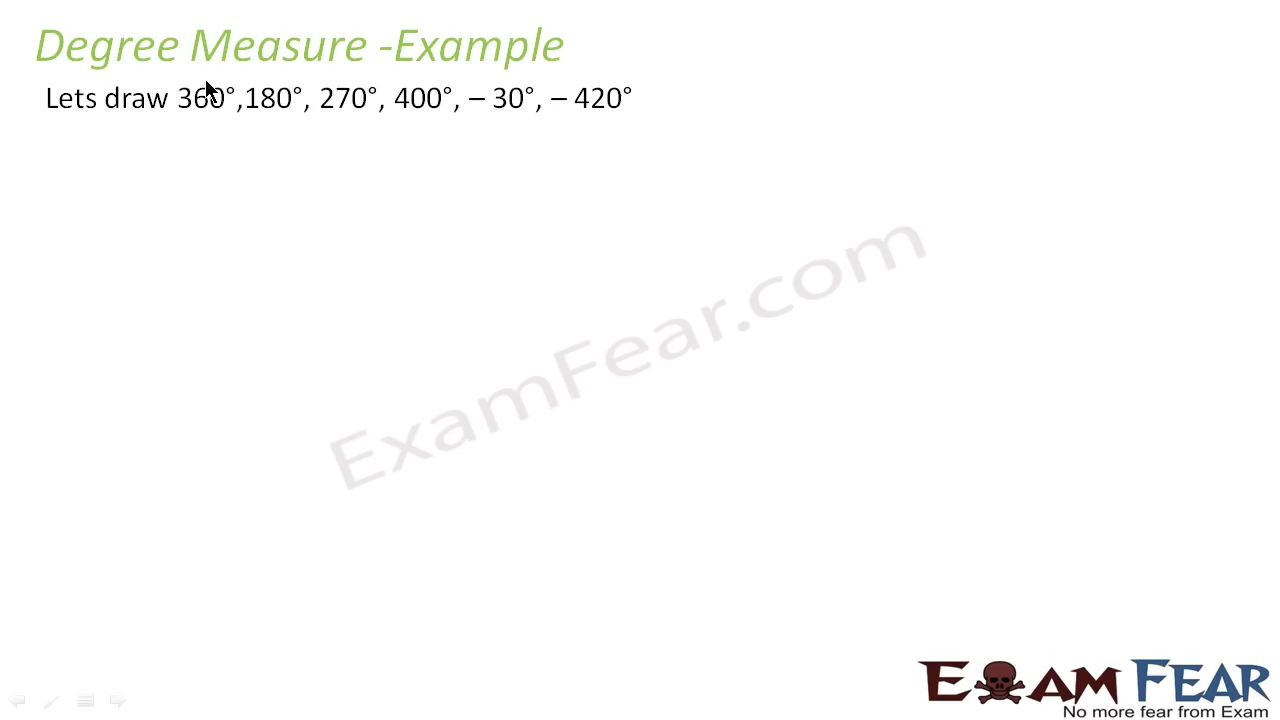 Degree Measure -Example
Lets draw 360°,180°, 270°, 400°, – 30°, – 420°
ExamFear.com
EXAM FEAR
No more fear from Exam